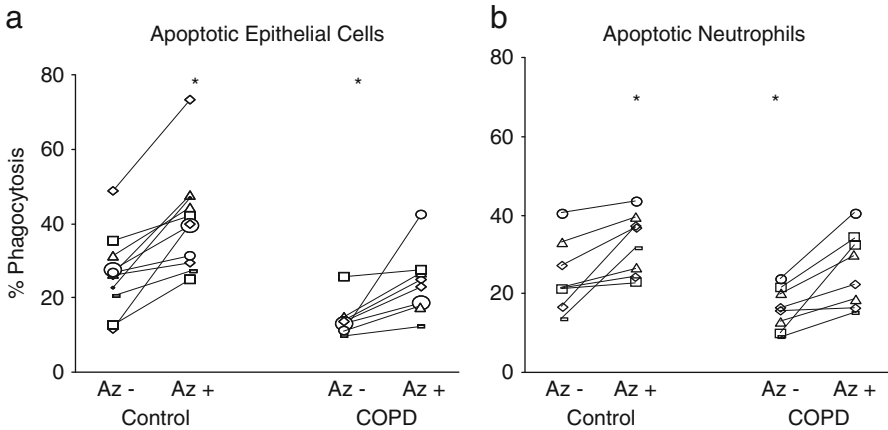 a
Apoptotic Epithelial Cells
80
60
40
20
0
% Phagocytosis
*
*
Az - Az + Az - Az +
Control COPD
b
Apoptotic Neutrophils
80
60
40
20
0
*
*
Az - Az + Az - Az +
Control COPD